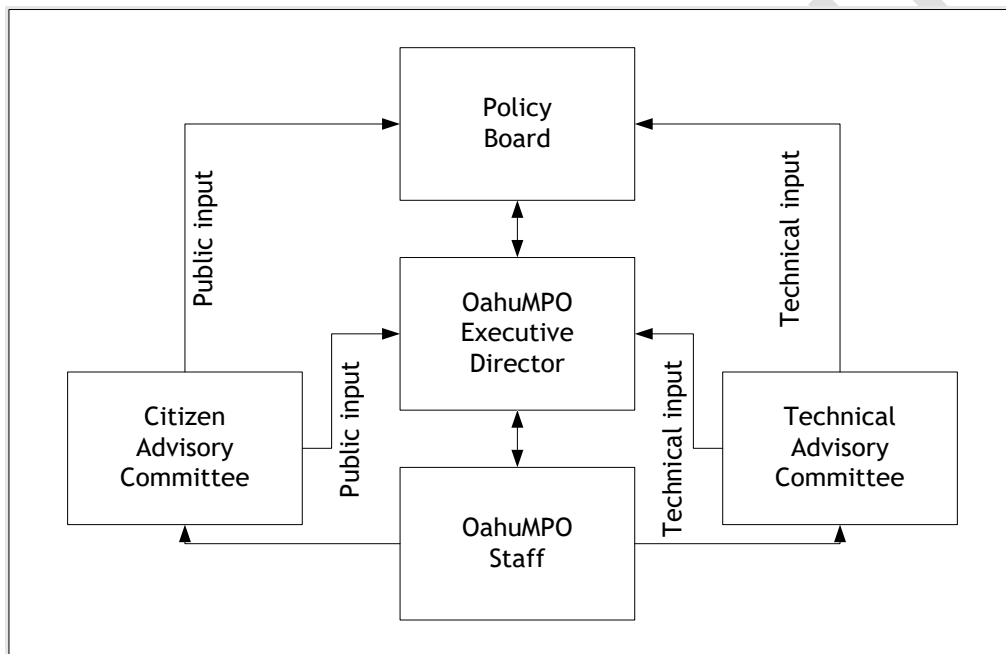 Policy
Board
Public input
Technical input
OahuMPO
Executive
Director
Public input
Technical input
Citizen
Advisory
Committee
Technical
Advisory
Committee
OahuMPO
Staff